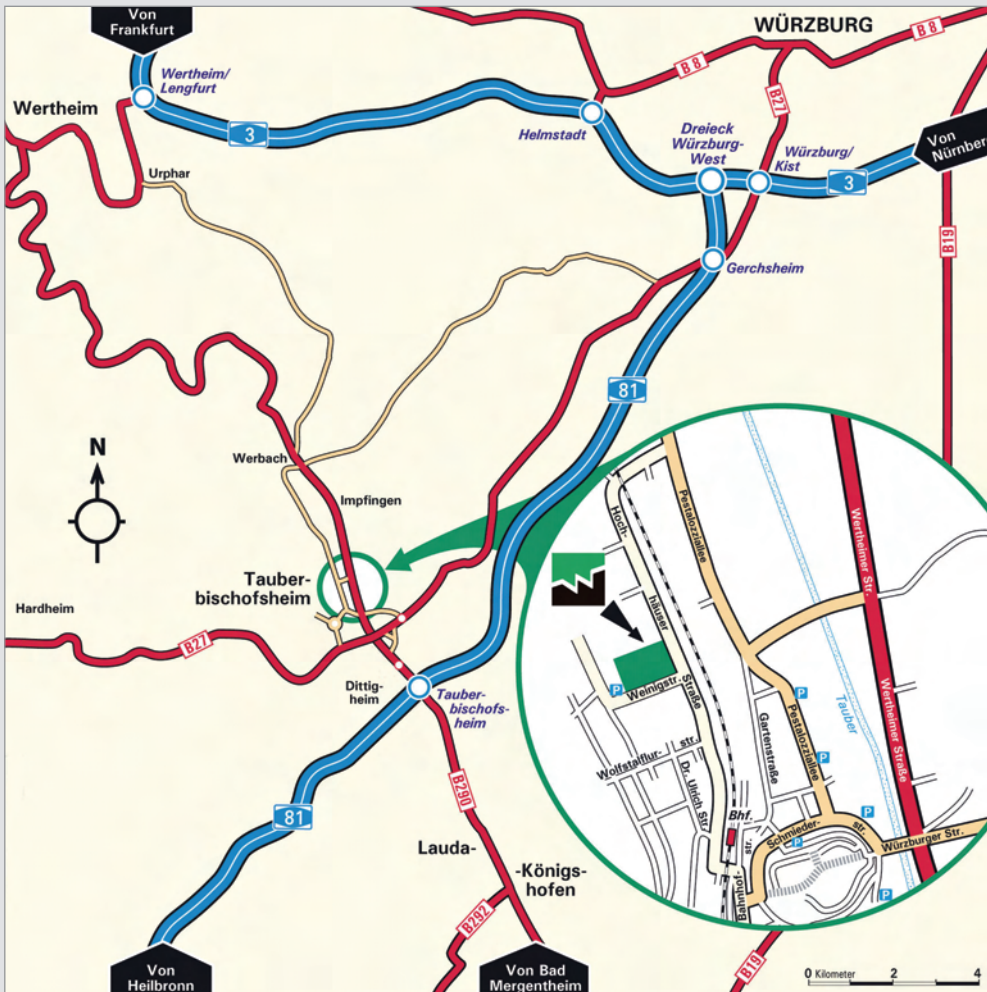 Von
Frankfurt
WÜRZBURG
B 8
B 8
Wertheim/
Lengfurt
Wertheim
3
B27
Helmstadt
Dreieck
Würzburg-
West
Würzburg/
Kist
Von
Nürnberg
3
Urphar
B19
Gerchsheim
81
N
Werbach
Impfingen
Tauber-
bischofsheim
Hardheim
B27
Dittig-
heim
Tauber-
bischofs-
heim
B290
81
Lauda-
-Königs-
hofen
B292
Von
Heilbronn
Von Bad
Mergentheim
B19
0 Kilometer 2 4
Hoch-
häuser
Straße
Pestalozziallee
Wertheimer Str.
P
Weinigstr.
Wolfstalflur- str.
Dr. Ulrich Str.
Gartenstraße
Pestalozziallee
P
P
Tauber
Wertheimer Straße
Bhf.
Bahnhof- str.
Schmieder- str.
P
P
P
Würzburger Str.